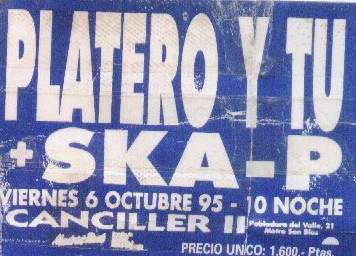 PLATERO Y TU
+ SKA-P
VIERNES 6 OCTUBRE 95 - 10 NOCHE
CANCILLER II
Pobladura del Valle, 21
Metro San Blas
PRECIO UNICO: 1.600.- Ptas.